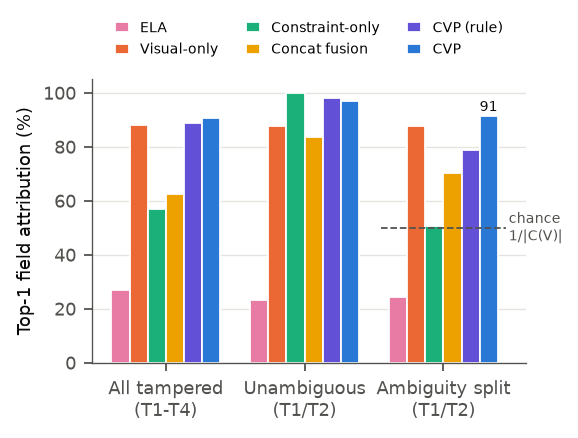 ELA
Visual-only
Constraint-only
Concat fusion
CVP (rule)
CVP
Top-1 field attribution (%)
100
80
60
40
20
0
91
chance
1/|C(V)|
All tampered
(T1-T4)
Unambiguous
(T1/T2)
Ambiguity split
(T1/T2)